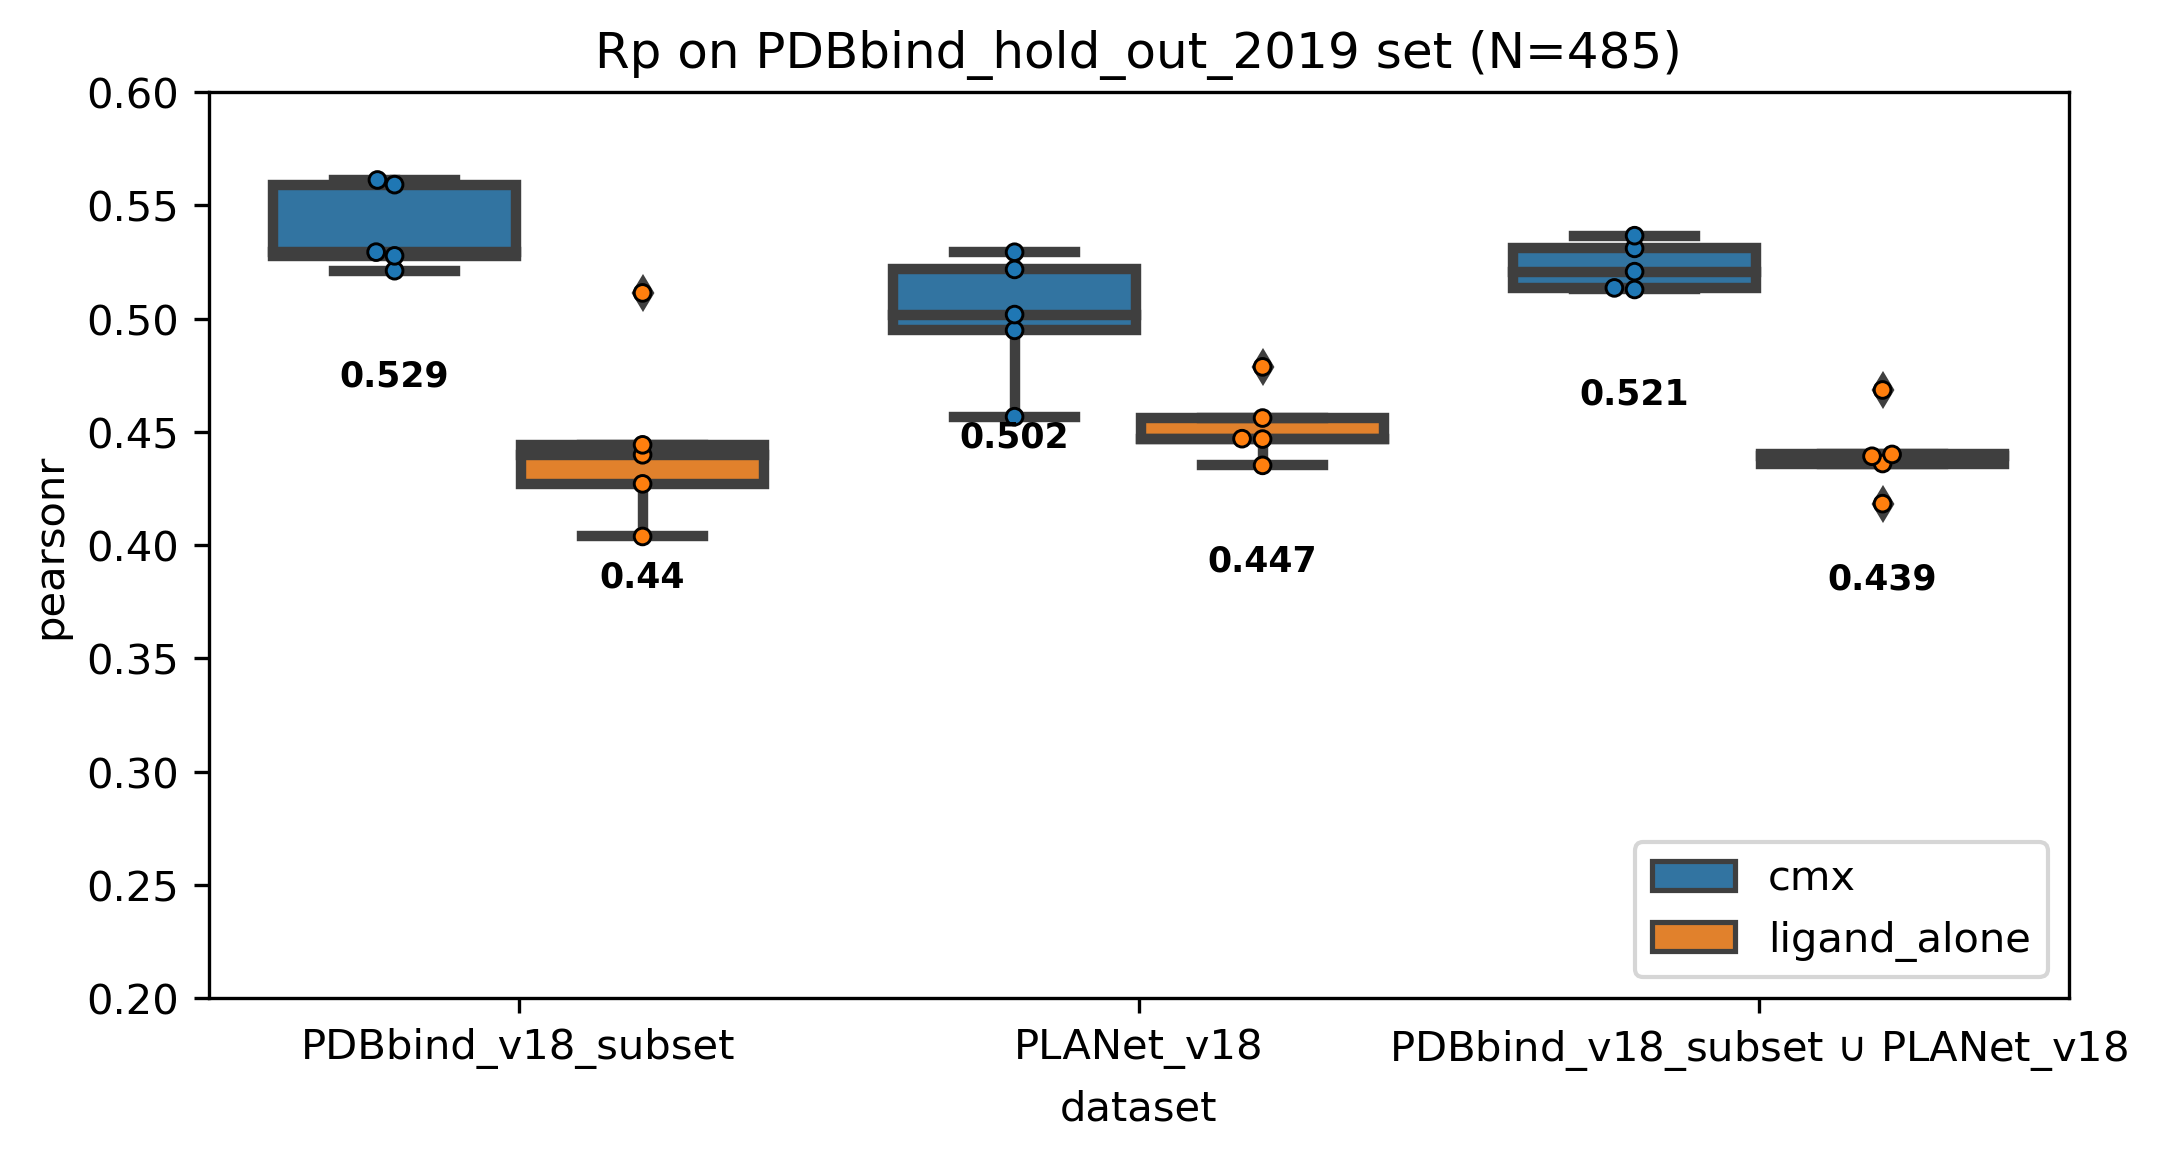 Rp on PDBbind_hold_out_2019 set (N=485)
0.60
0.55
0.50
0.45
0.40
0.35
0.30
0.25
0.20
pearsonr
0.529
0.44
0.502
0.447
0.521
0.439
cmx
ligand_alone
PDBbind_v18_subset
PLANet_v18
PDBbind_v18_subset ∪ PLANet_v18
dataset